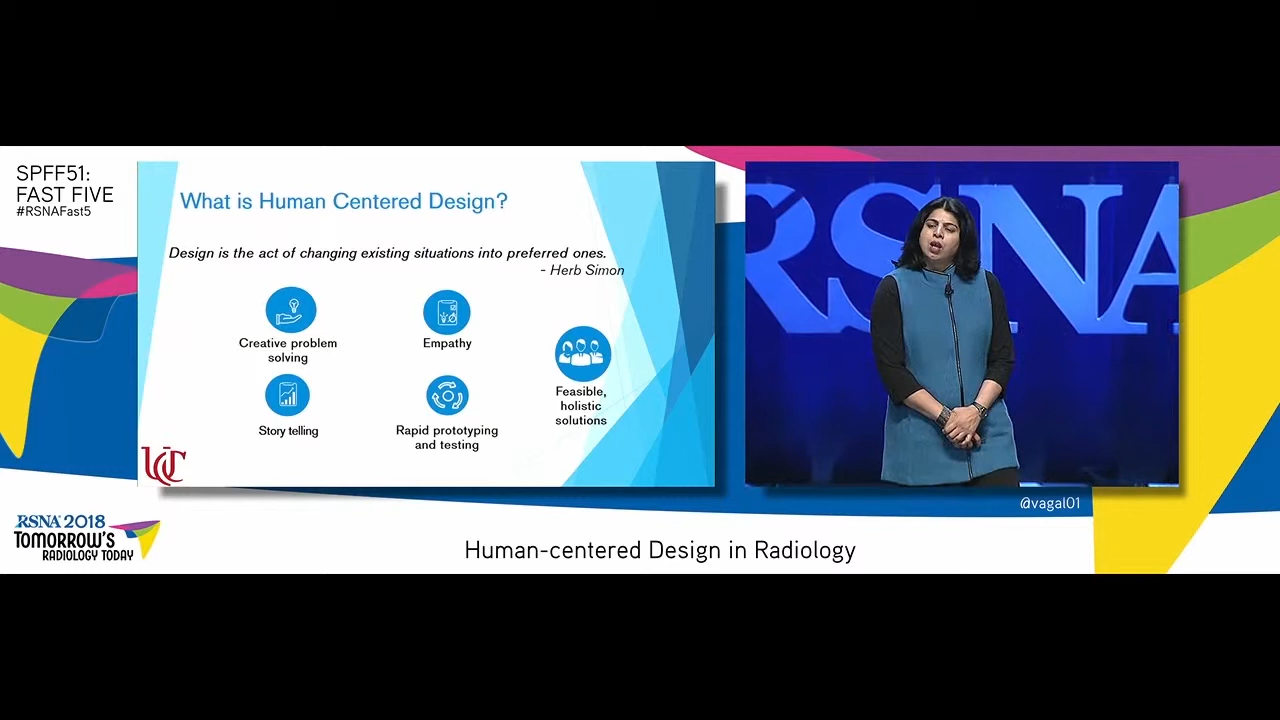 SPFF51:
FAST FIVE
#RSNAFast5
What is Human Centered Design?
Design is the act of changing existing situations into preferred ones.
- Herb Simon
Creative problem
solving
Empathy
Story telling
Rapid prototyping
and testing
Feasible,
holistic
solutions
UC
RSNA
@vagal01
RSNA 2018
TOMORROW'S
RADIOLOGY TODAY
Human-centered Design in Radiology